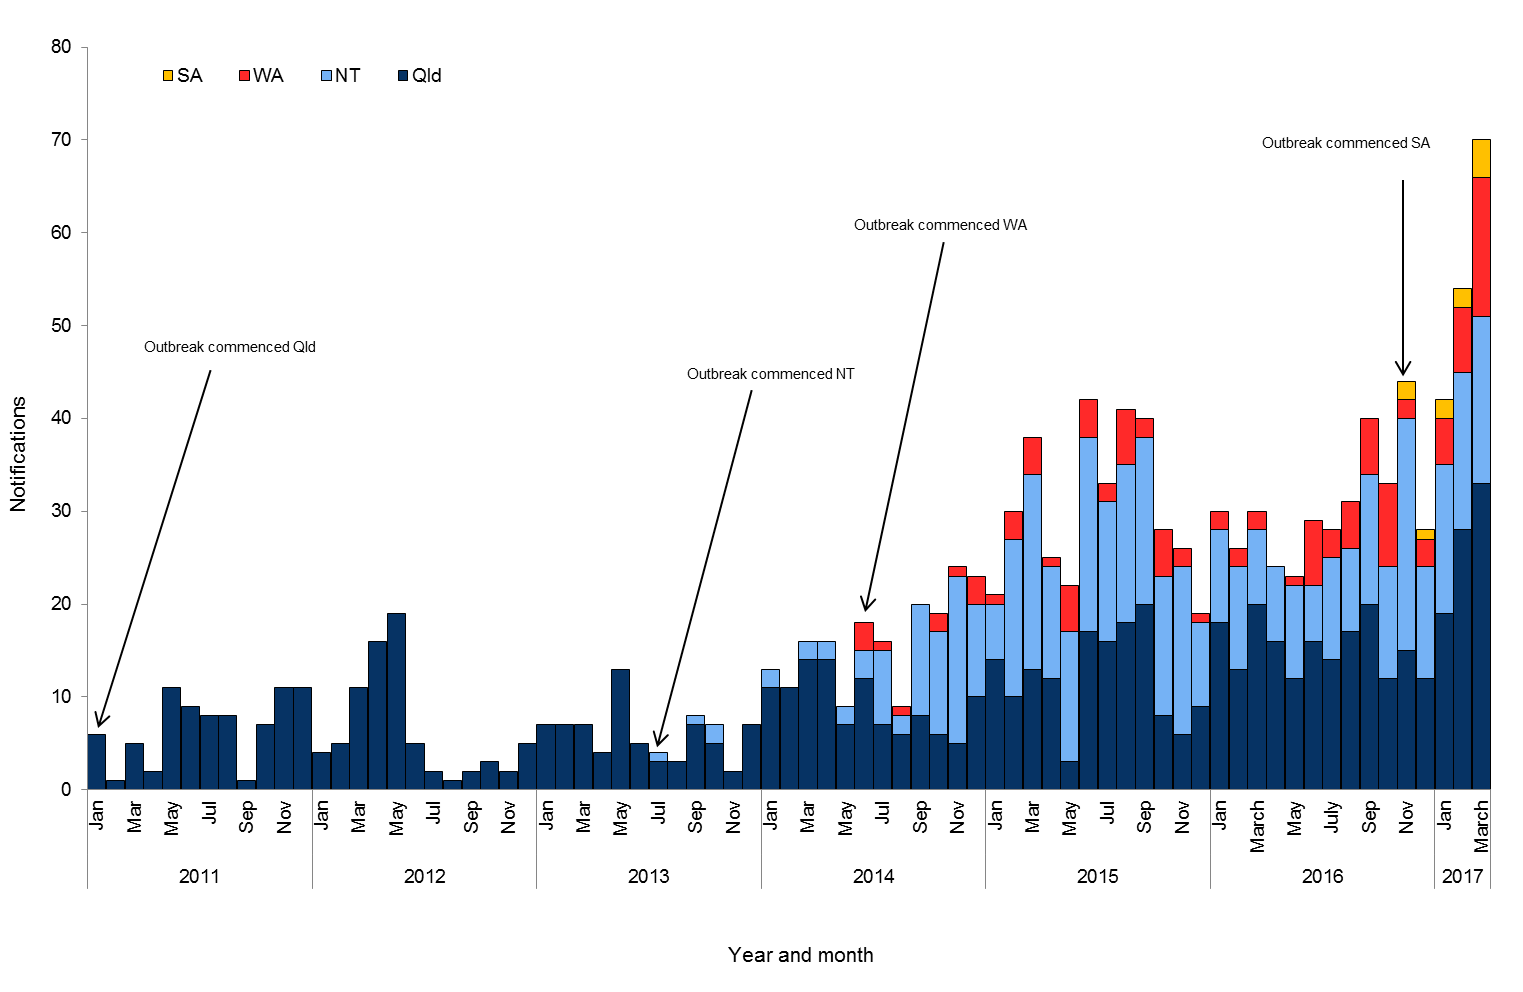 80
SA WA NT Qld
70
Outbreak commenced SA
60
Outbreak commenced WA
50
Outbreak commenced Qld
Outbreak commenced NT
40
Notifications
30
20
10
0
Jan Mar May Jul Sep Nov Jan Mar May Jul Sep Nov Jan Mar May Jul Sep Nov Jan Mar May Jul Sep Nov Jan Mar May Jul Sep Nov Jan March May July Sep Nov Jan March
2011 2012 2013 2014 2015 2016 2017
Year and month